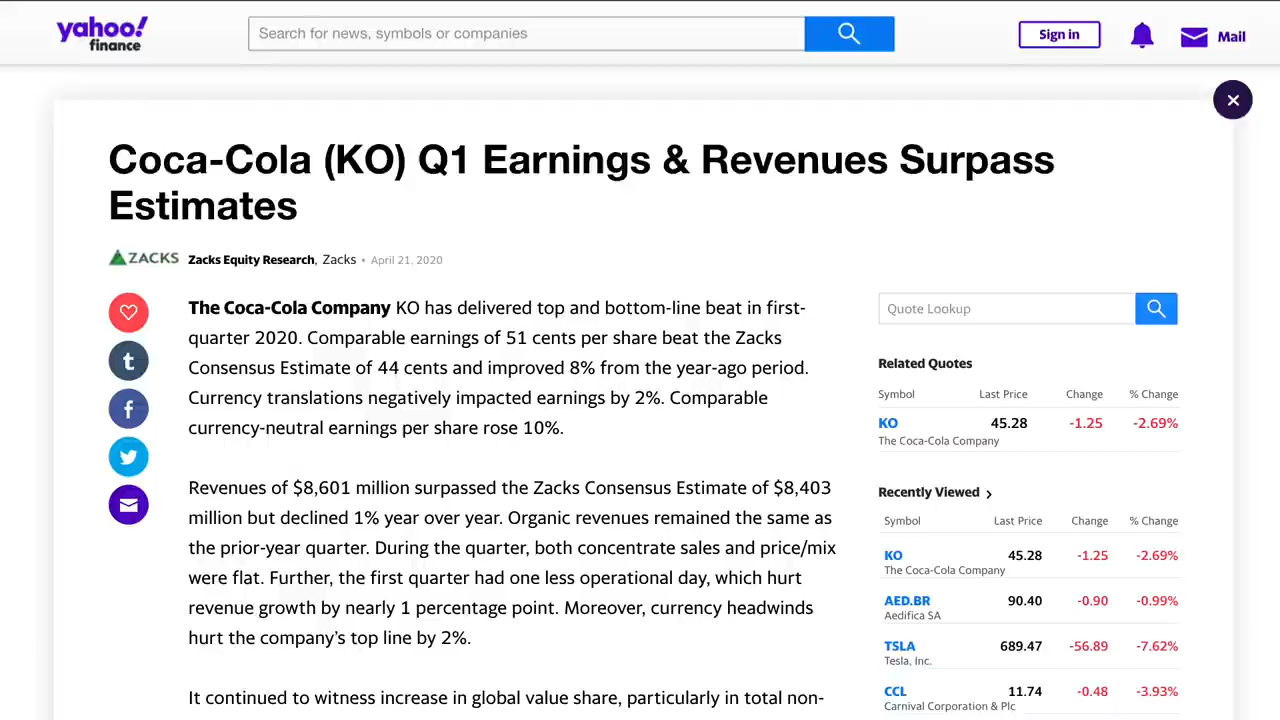 yahoo!
finance
Search for news, symbols or companies
Sign in
Mail
Coca-Cola (KO) Q1 Earnings & Revenues Surpass
Estimates
ZACKS Zacks Equity Research, Zacks • April 21, 2020
The Coca-Cola Company KO has delivered top and bottom-line beat in first-
quarter 2020. Comparable earnings of 51 cents per share beat the Zacks
Consensus Estimate of 44 cents and improved 8% from the year-ago period.
Currency translations negatively impacted earnings by 2%. Comparable
currency-neutral earnings per share rose 10%.
Revenues of $8,601 million surpassed the Zacks Consensus Estimate of $8,403
million but declined 1% year over year. Organic revenues remained the same as
the prior-year quarter. During the quarter, both concentrate sales and price/mix
were flat. Further, the first quarter had one less operational day, which hurt
revenue growth by nearly 1 percentage point. Moreover, currency headwinds
hurt the company's top line by 2%.
It continued to witness increase in global value share, particularly in total non-
Quote Lookup
Related Quotes
Symbol Last Price Change % Change
KO 45.28 -1.25 -2.69%
The Coca-Cola Company
Recently Viewed
Symbol Last Price Change % Change
KO 45.28 -1.25 -2.69%
The Coca-Cola Company
AED.BR 90.40 -0.90 -0.99%
Aedifica SA
TSLA 689.47 -56.89 -7.62%
Tesla, Inc.
CCL 11.74 -0.48 -3.93%
Carnival Corporation & Plc